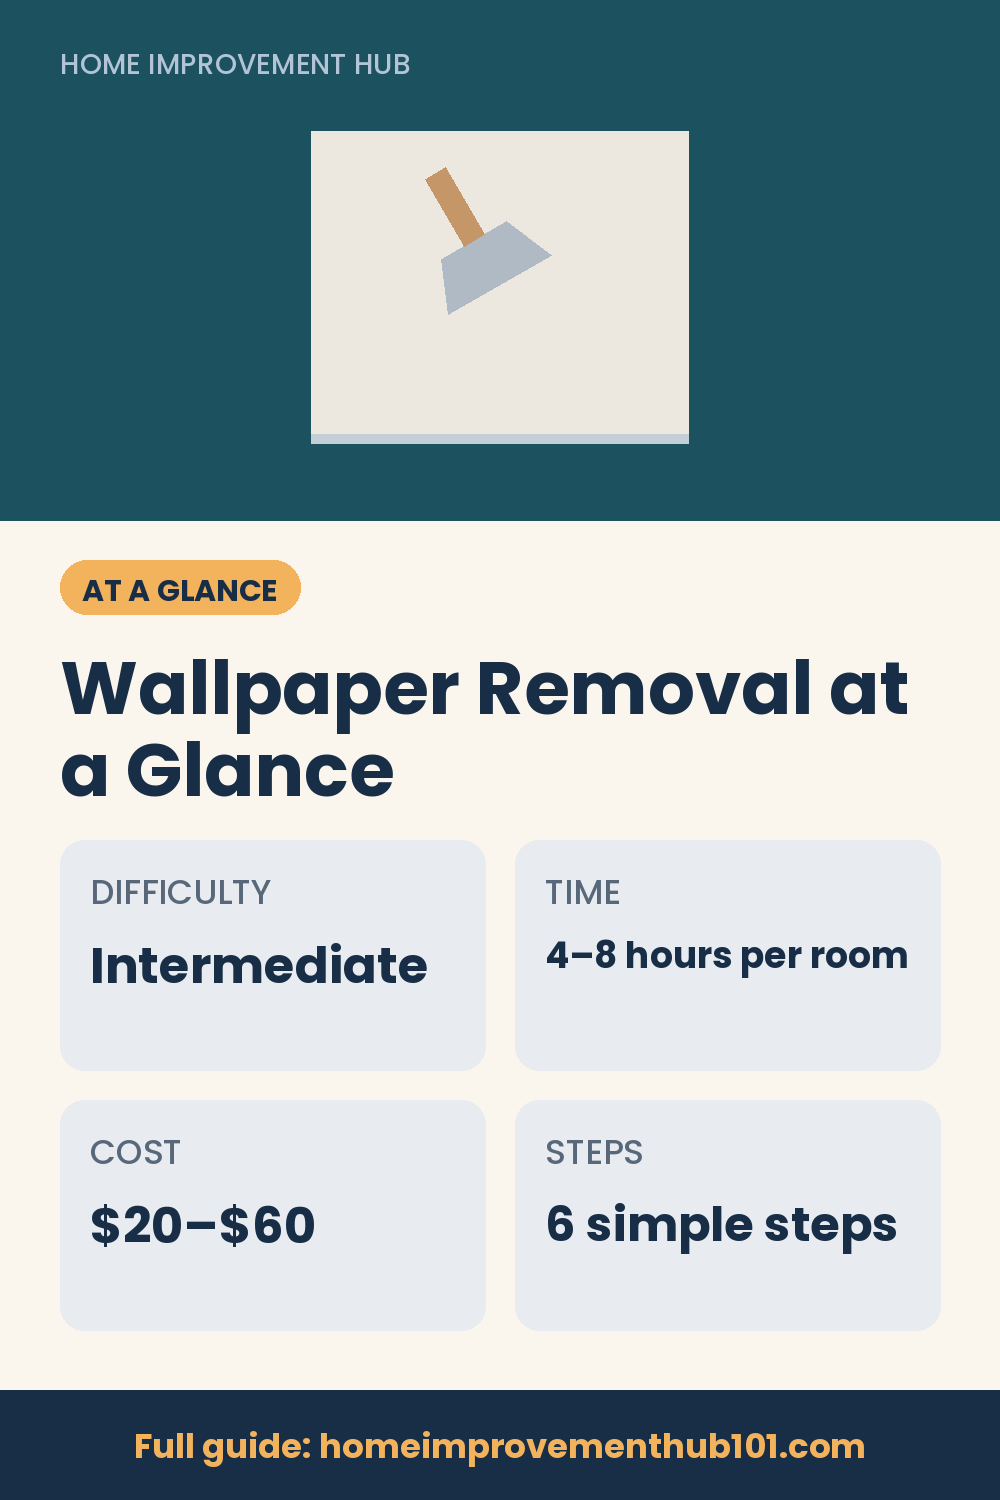 HOME IMPROVEMENT HUB
AT A GLANCE
Wallpaper Removal at
a Glance
DIFFICULTY
Intermediate
TIME
4–8 hours per room
COST
$20–$60
STEPS
6 simple steps
Full guide: homeimprovementhub101.com